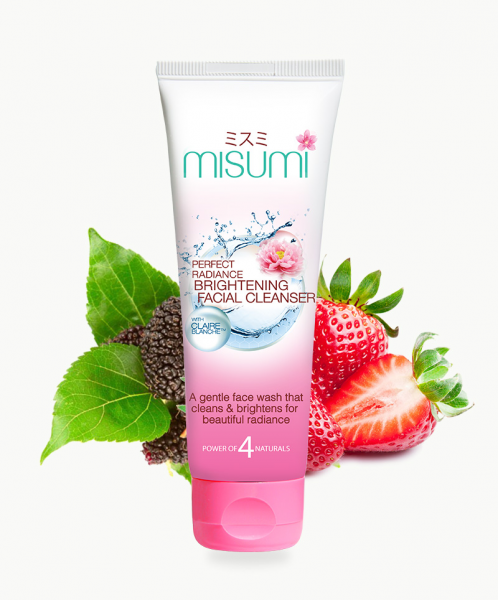 ミスミ
misumi
PERFECT
RADIANCE
BRIGHTENING
FACIAL CLEANSER
WITH
CLAIRE
BLANCHE™
A gentle face wash that
cleans & brightens for
beautiful radiance
POWER OF 4 NATURALS